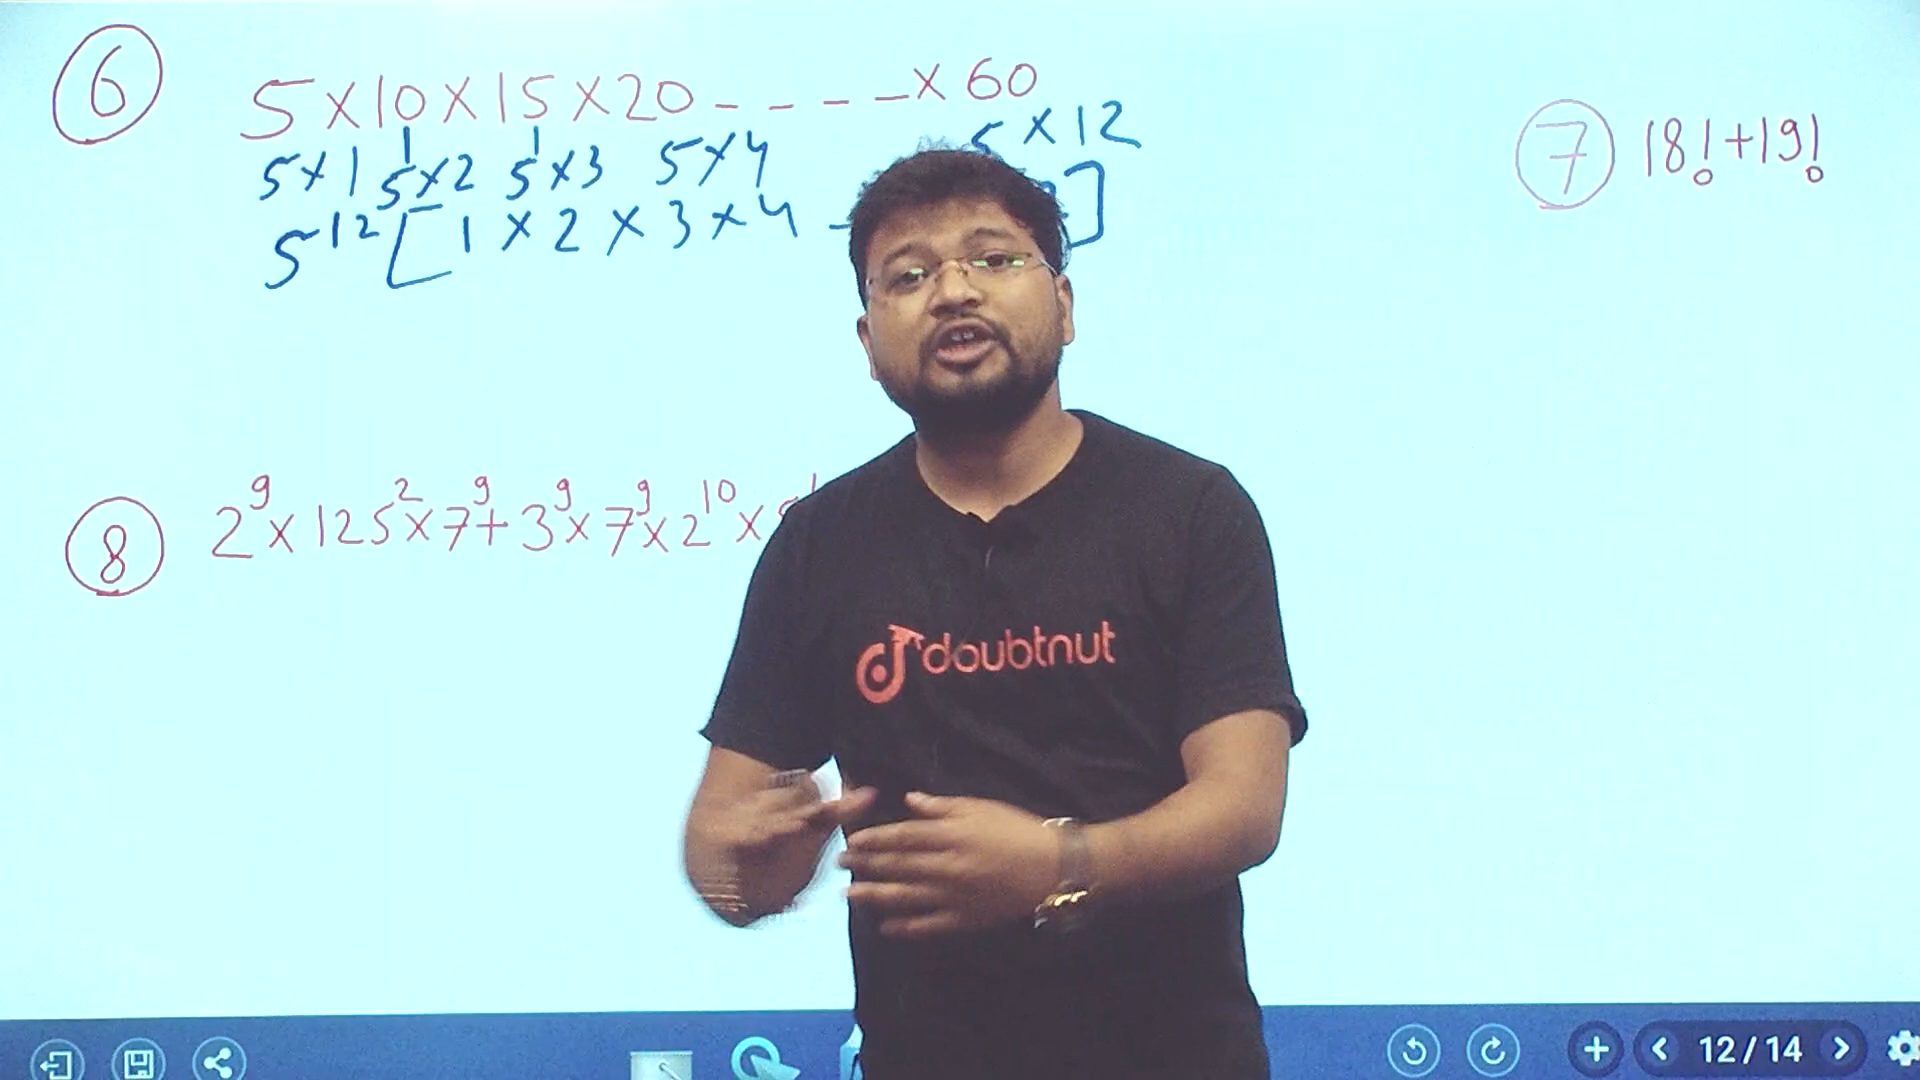 6 5×10×15×20----×60
5×1 5×2 5×3 5×4 5×12
5¹² [1×2×3×4 - ]
7 18!+19!
8 2⁹×125²×7⁹+3⁹×7⁹×2¹⁰×
doubtnut
12/14